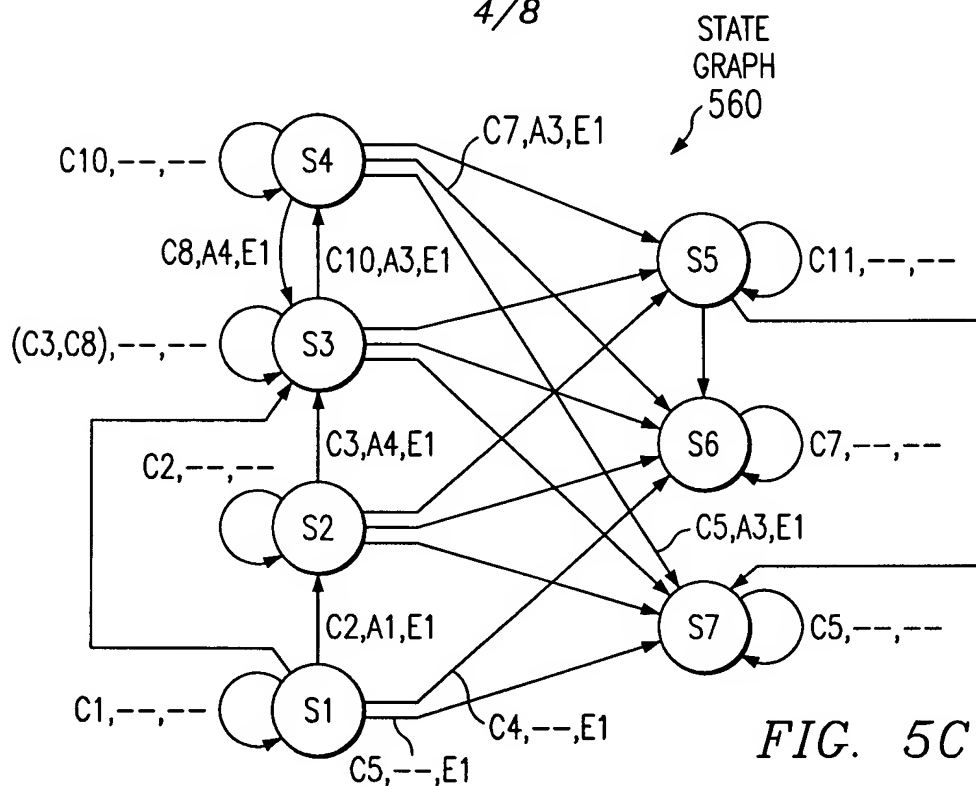 4/8
STATE
GRAPH
560
C7,A3,E1
C10,--,--
S4
C8,A4,E1
C10,A3,E1
S5
C11,--,--
(C3,C8),--,--
S3
C3,A4,E1
S6
C7,--,--
C2,--,--
S2
C5,A3,E1
C2,A1,E1
S7
C5,--,--
C1,--,--
S1
C4,--,E1
C5,--,E1
FIG. 5C